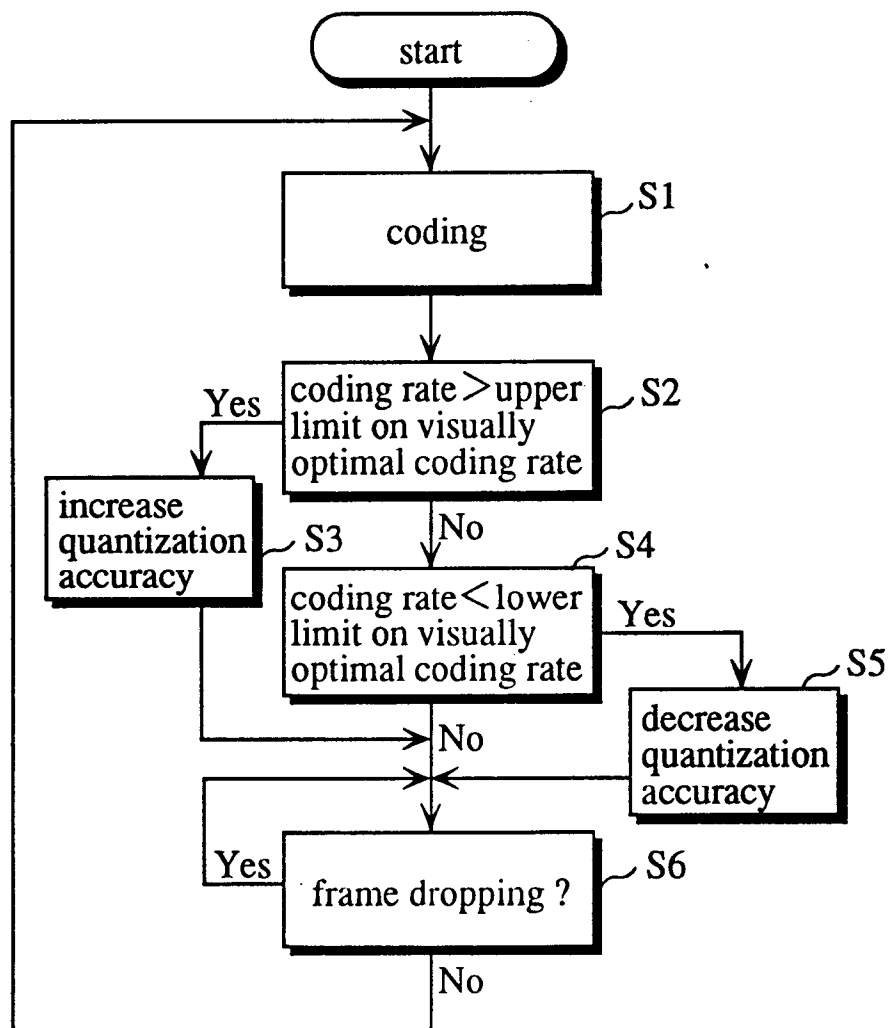 start
coding
S1
coding rate > upper
limit on visually
optimal coding rate
S2
Yes
No
increase
quantization
accuracy
S3
coding rate < lower
limit on visually
optimal coding rate
S4
Yes
No
decrease
quantization
accuracy
S5
frame dropping ?
S6
Yes
No